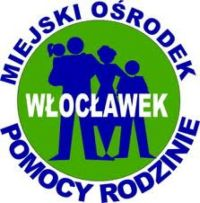 MIEJSKI OŚRODEK
WŁOCŁAWEK
POMOCY RODZINIE